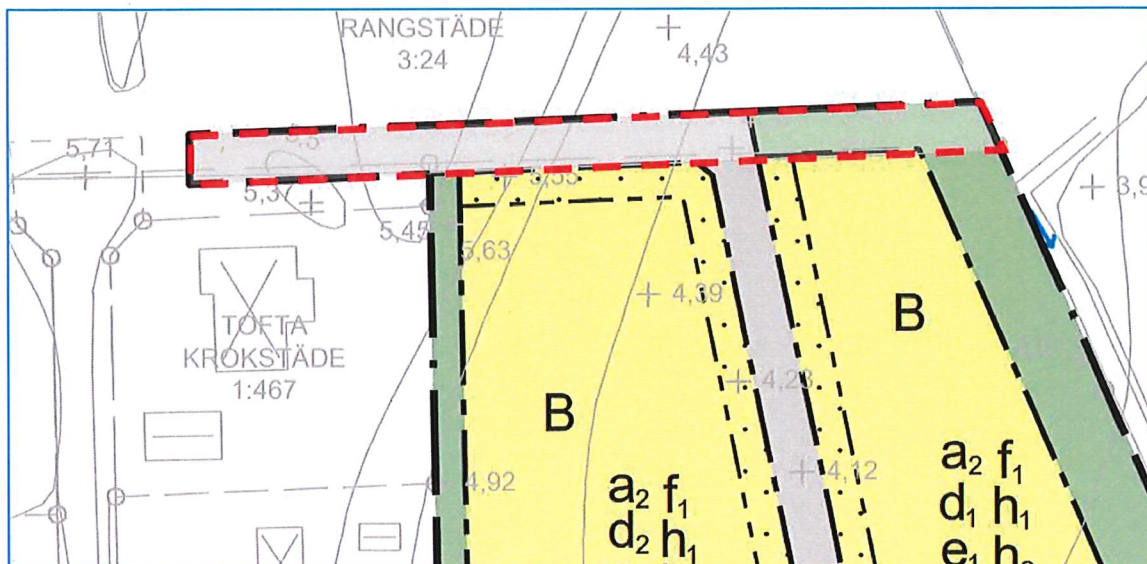 RANGSTÄDE
3:24
4,43
5,71
5,37
5,45
5,63
4,39
B
TOFTA
KROKSTÄDE
1:467
4,23
B
4,92
4,12
a₂ f₁
d₂ h₁
a₂ f₁
d₁ h₁